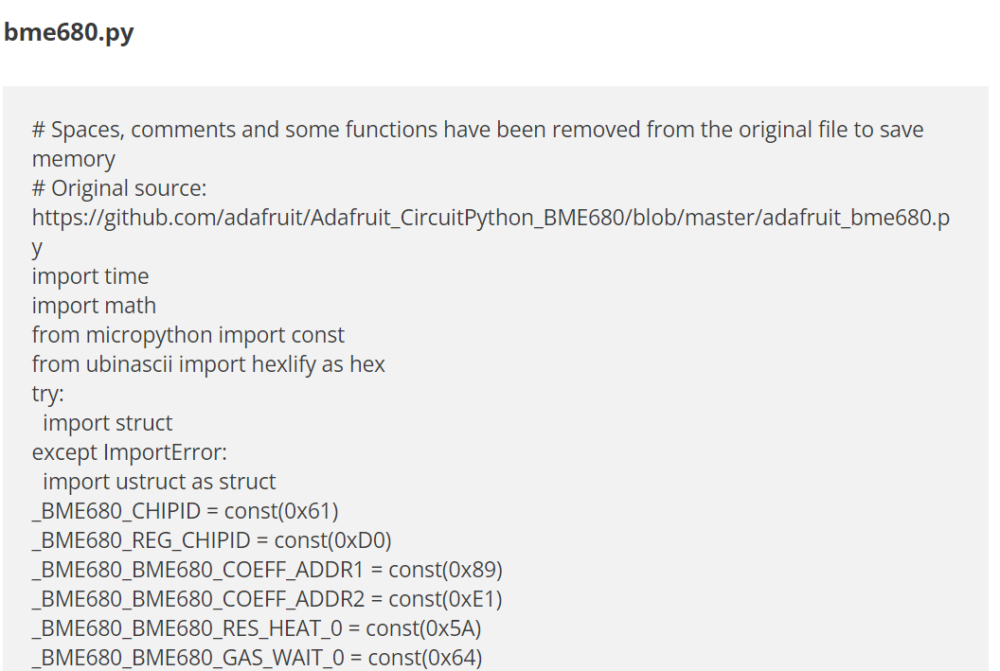 bme680.py
# Spaces, comments and some functions have been removed from the original file to save
memory
# Original source:
https://github.com/adafruit/Adafruit_CircuitPython_BME680/blob/master/adafruit_bme680.p
y
import time
import math
from micropython import const
from ubinascii import hexlify as hex
try:
  import struct
except ImportError:
  import ustruct as struct
_BME680_CHIPID = const(0x61)
_BME680_REG_CHIPID = const(0xD0)
_BME680_BME680_COEFF_ADDR1 = const(0x89)
_BME680_BME680_COEFF_ADDR2 = const(0xE1)
_BME680_BME680_RES_HEAT_0 = const(0x5A)
_BME680_BME680_GAS_WAIT_0 = const(0x64)